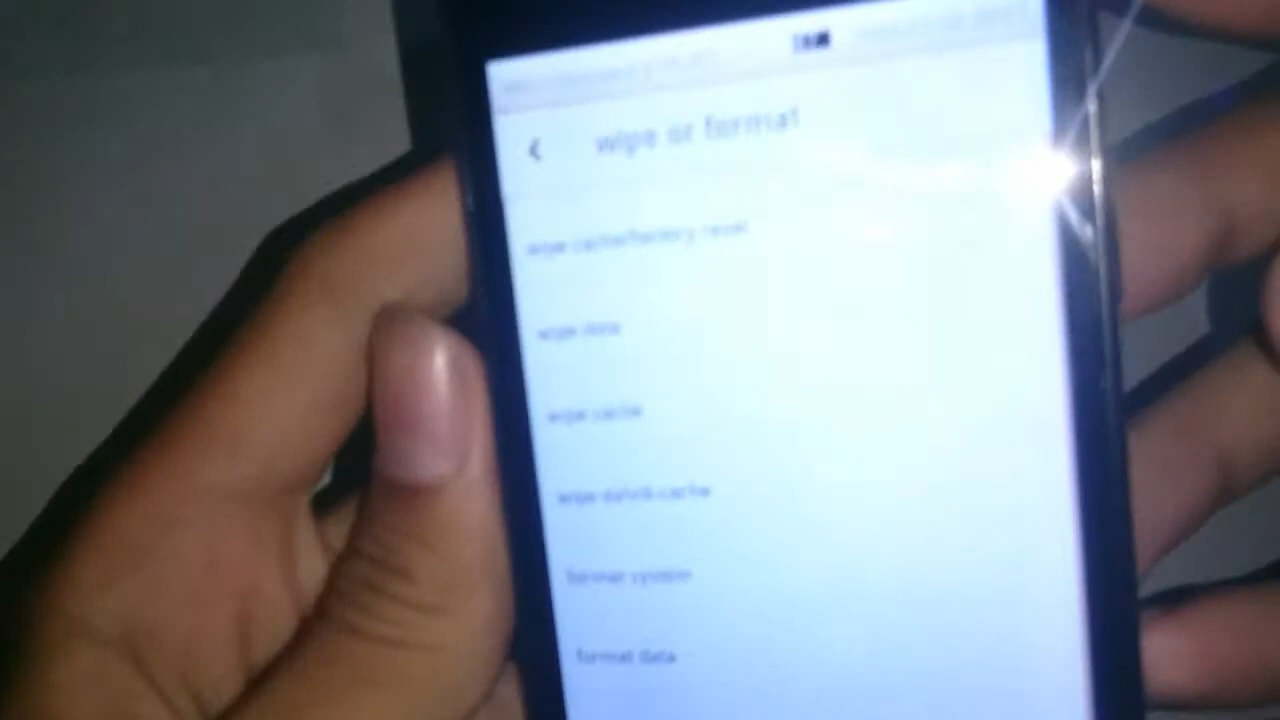 wipe or format
wipe cache/factory reset
wipe data
wipe cache
wipe dalvik-cache
format system
format data